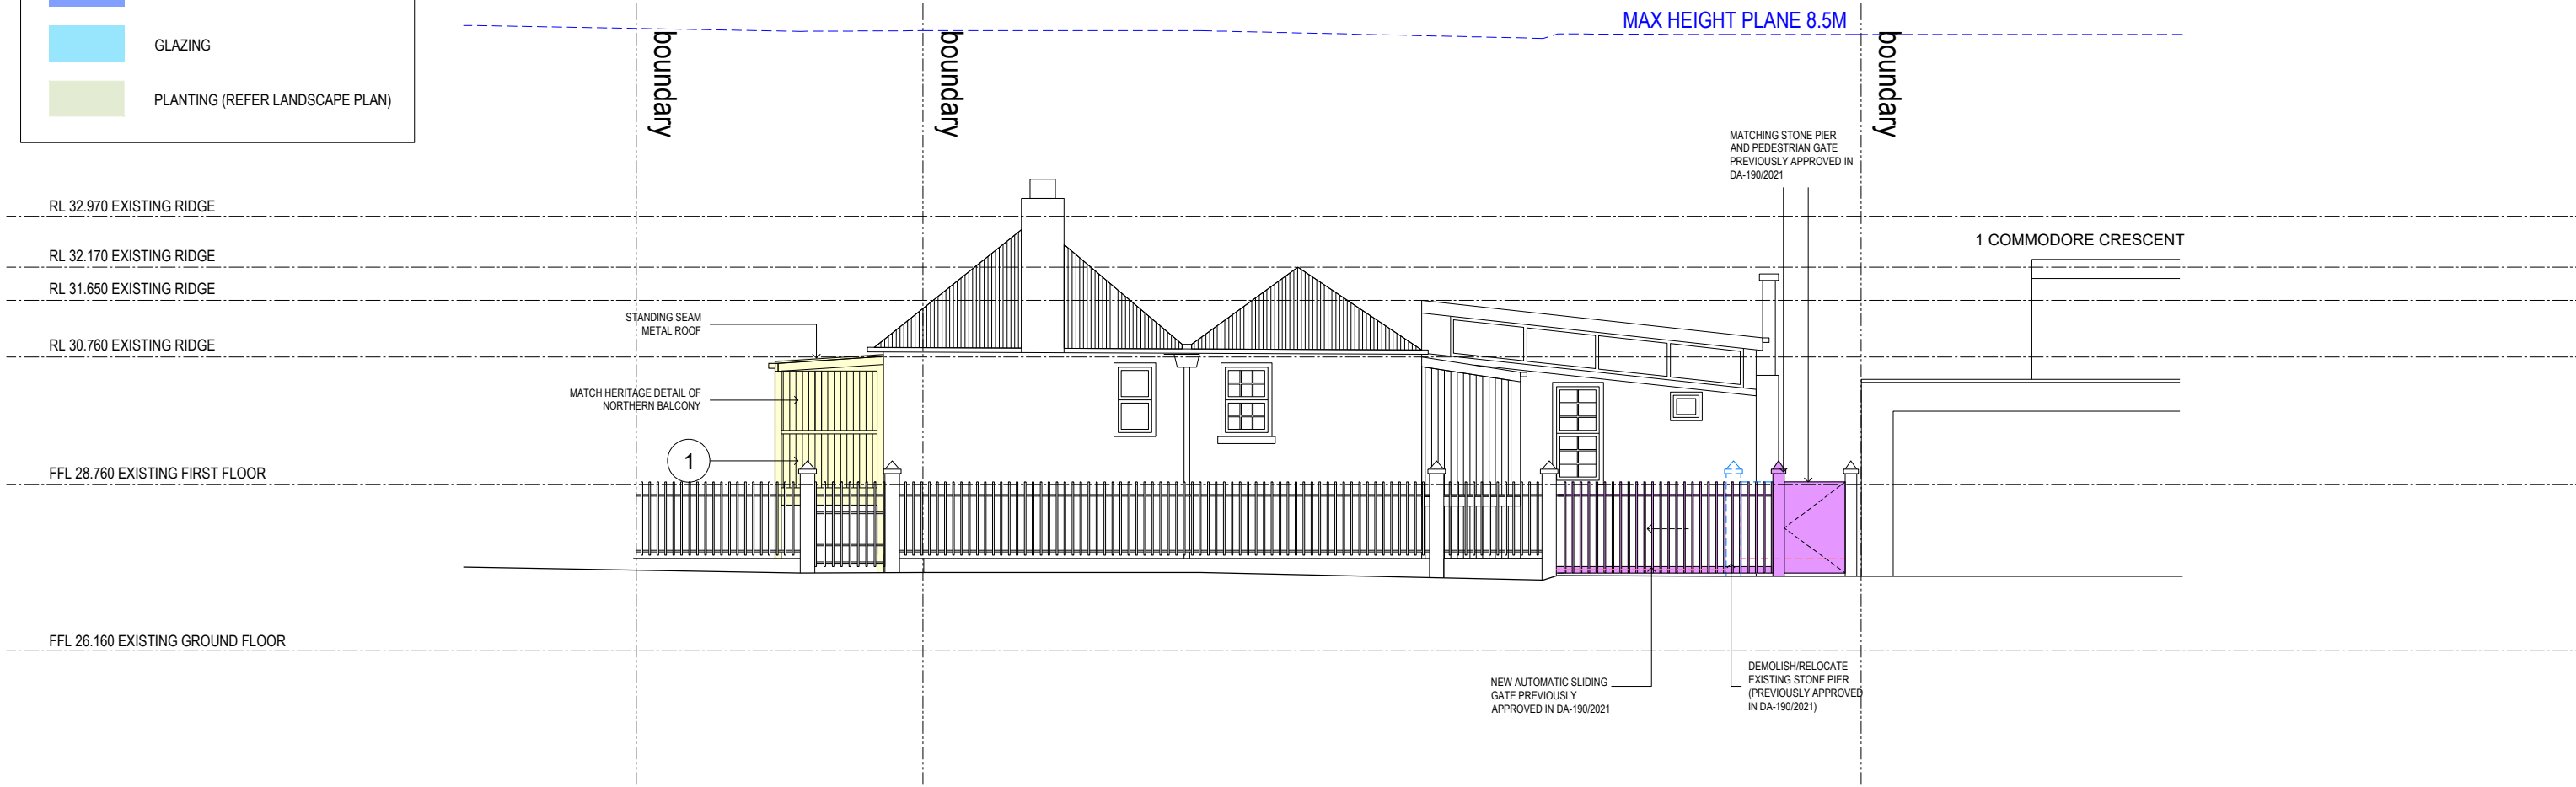 MAX HEIGHT PLANE 8.5M
GLAZING
PLANTING (REFER LANDSCAPE PLAN)
boundary
boundary
boundary
MATCHING STONE PIER
AND PEDESTRIAN GATE
PREVIOUSLY APPROVED IN
DA-190/2021
RL 32.970 EXISTING RIDGE
1 COMMODORE CRESCENT
RL 32.170 EXISTING RIDGE
RL 31.650 EXISTING RIDGE
STANDING SEAM
METAL ROOF
RL 30.760 EXISTING RIDGE
MATCH HERITAGE DETAIL OF
NORTHERN BALCONY
1
FFL 28.760 EXISTING FIRST FLOOR
FFL 26.160 EXISTING GROUND FLOOR
NEW AUTOMATIC SLIDING
GATE PREVIOUSLY
APPROVED IN DA-190/2021
DEMOLISH/RELOCATE
EXISTING STONE PIER
(PREVIOUSLY APPROVED
IN DA-190/2021)